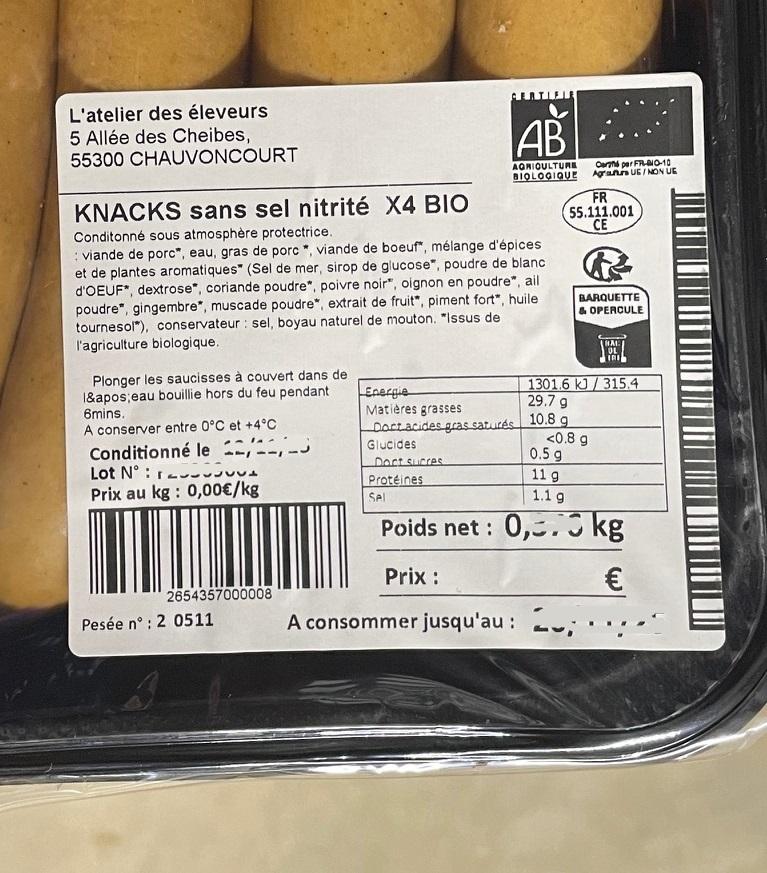 L'atelier des éleveurs
5 Allée des Cheibes,
55300 CHAUVONCOURT
CERTIFIÉ
AB
AGRICULTURE
BIOLOGIQUE
Certifié par FR-BIO-10
Agriculture UE / NON UE
KNACKS sans sel nitrité X4 BIO
FR
55.111.001
CE
Conditonné sous atmosphère protectrice.
: viande de porc*, eau, gras de porc *, viande de boeuf*, mélange d'épices
et de plantes aromatiques* (Sel de mer, sirop de glucose*, poudre de blanc
d'OEUF*, dextrose*, coriande poudre*, poivre noir*, oignon en poudre*, ail
poudre*, gingembre*, muscade poudre*, extrait de fruit*, piment fort*, huile
tournesol*), conservateur : sel, boyau naturel de mouton. *Issus de
l'agriculture biologique.
BARQUETTE
& OPERCULE
BAC
DE
TRI
Plonger les saucisses à couvert dans de
l&apos;eau bouillie hors du feu pendant
6mins.
A conserver entre 0°C et +4°C
Conditionné le
Lot N° :
Prix au kg : 0,00€/kg
Energie 1301.6 kJ / 315.4
Matières grasses 29.7 g
Dont acides gras saturés 10.8 g
Glucides <0.8 g
Dont sucres 0.5 g
Protéines 11 g
Sel 1.1 g
Poids net : kg
Prix : €
2654357000008
Pesée n° : 2 0511
A consommer jusqu'au :